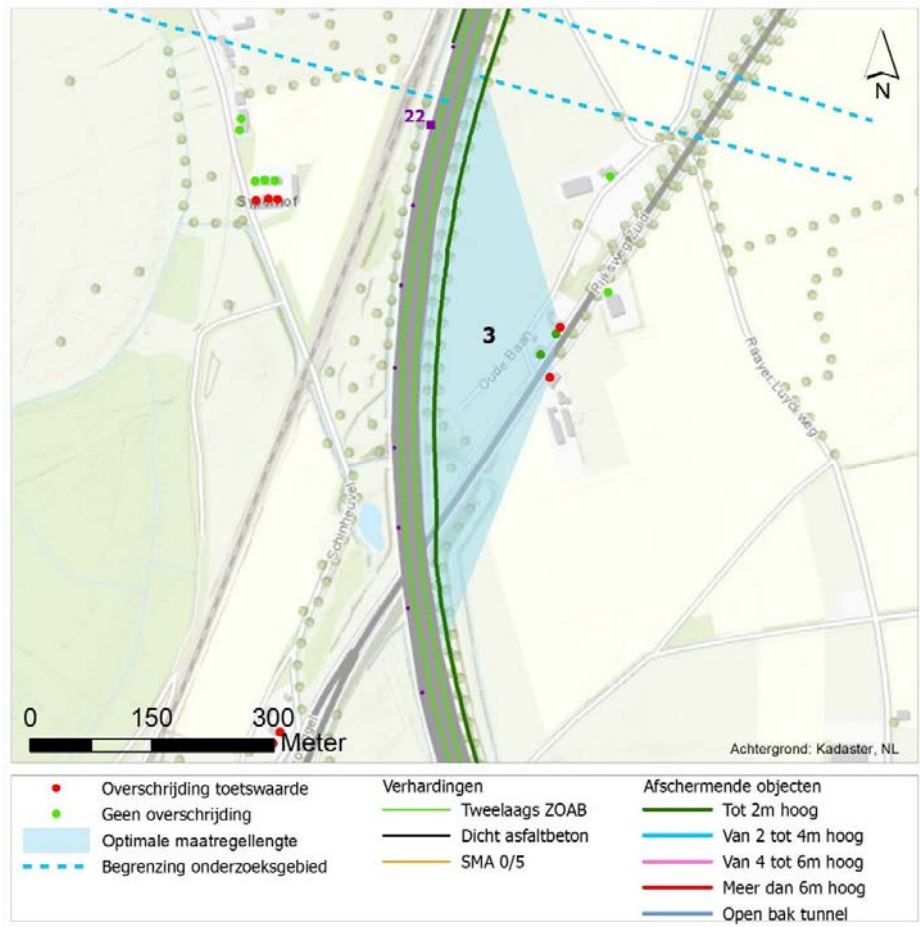 N
22
Rijksweg Zuid
3
Oude Baan
Raayer Luyckweg
Schinheuvel
0 150 300
Meter
Achtergrond: Kadaster, NL
Overschrijding toetswaarde
Geen overschrijding
Optimale maatregellengte
Begrenzing onderzoeksgebied
Verhardingen
Tweelaags ZOAB
Dicht asfaltbeton
SMA 0/5
Afschermende objecten
Tot 2m hoog
Van 2 tot 4m hoog
Van 4 tot 6m hoog
Meer dan 6m hoog
Open bak tunnel